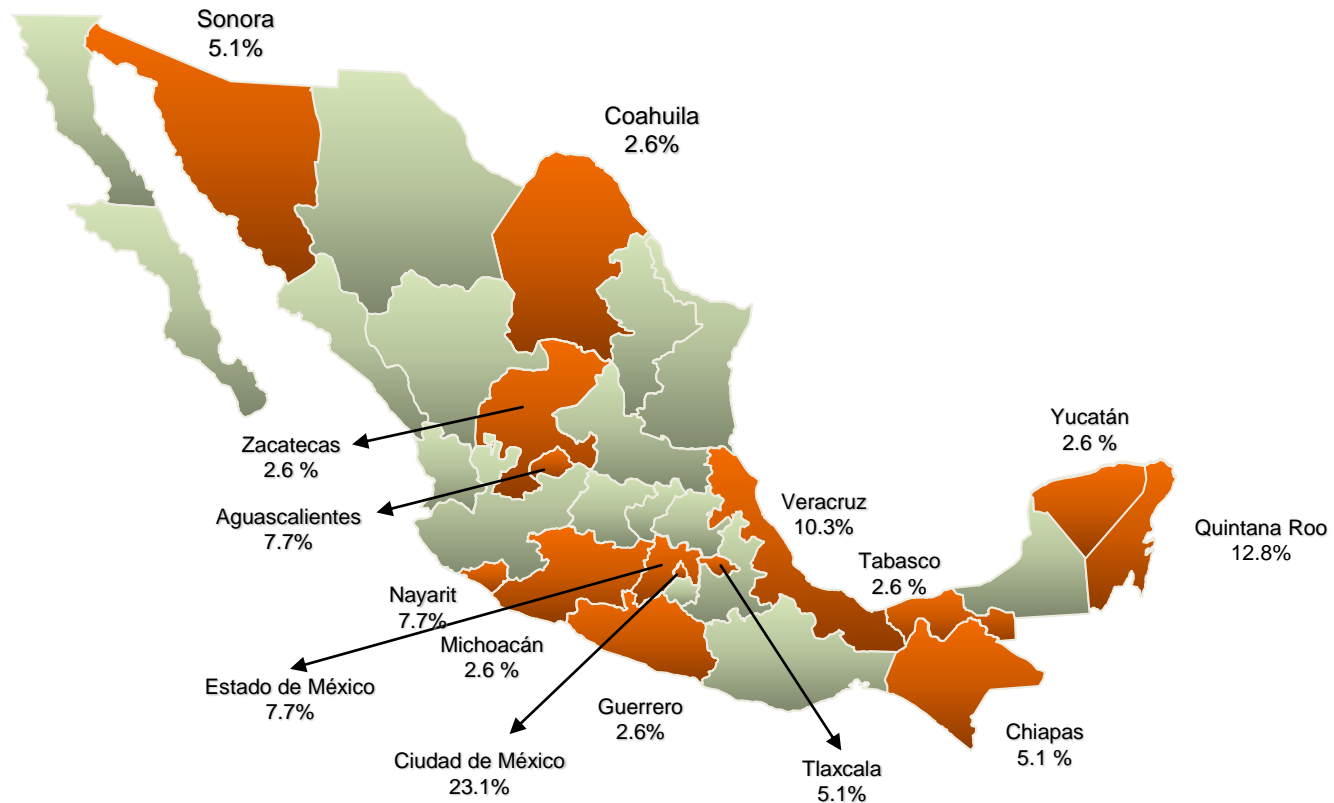 Sonora
5.1%
Coahuila
2.6%
Zacatecas
2.6 %
Aguascalientes
7.7%
Yucatán
2.6 %
Veracruz
10.3%
Quintana Roo
12.8%
Tabasco
2.6 %
Nayarit
7.7%
Michoacán
2.6 %
Estado de México
7.7%
Guerrero
2.6%
Ciudad de México
23.1%
Tlaxcala
5.1%
Chiapas
5.1 %